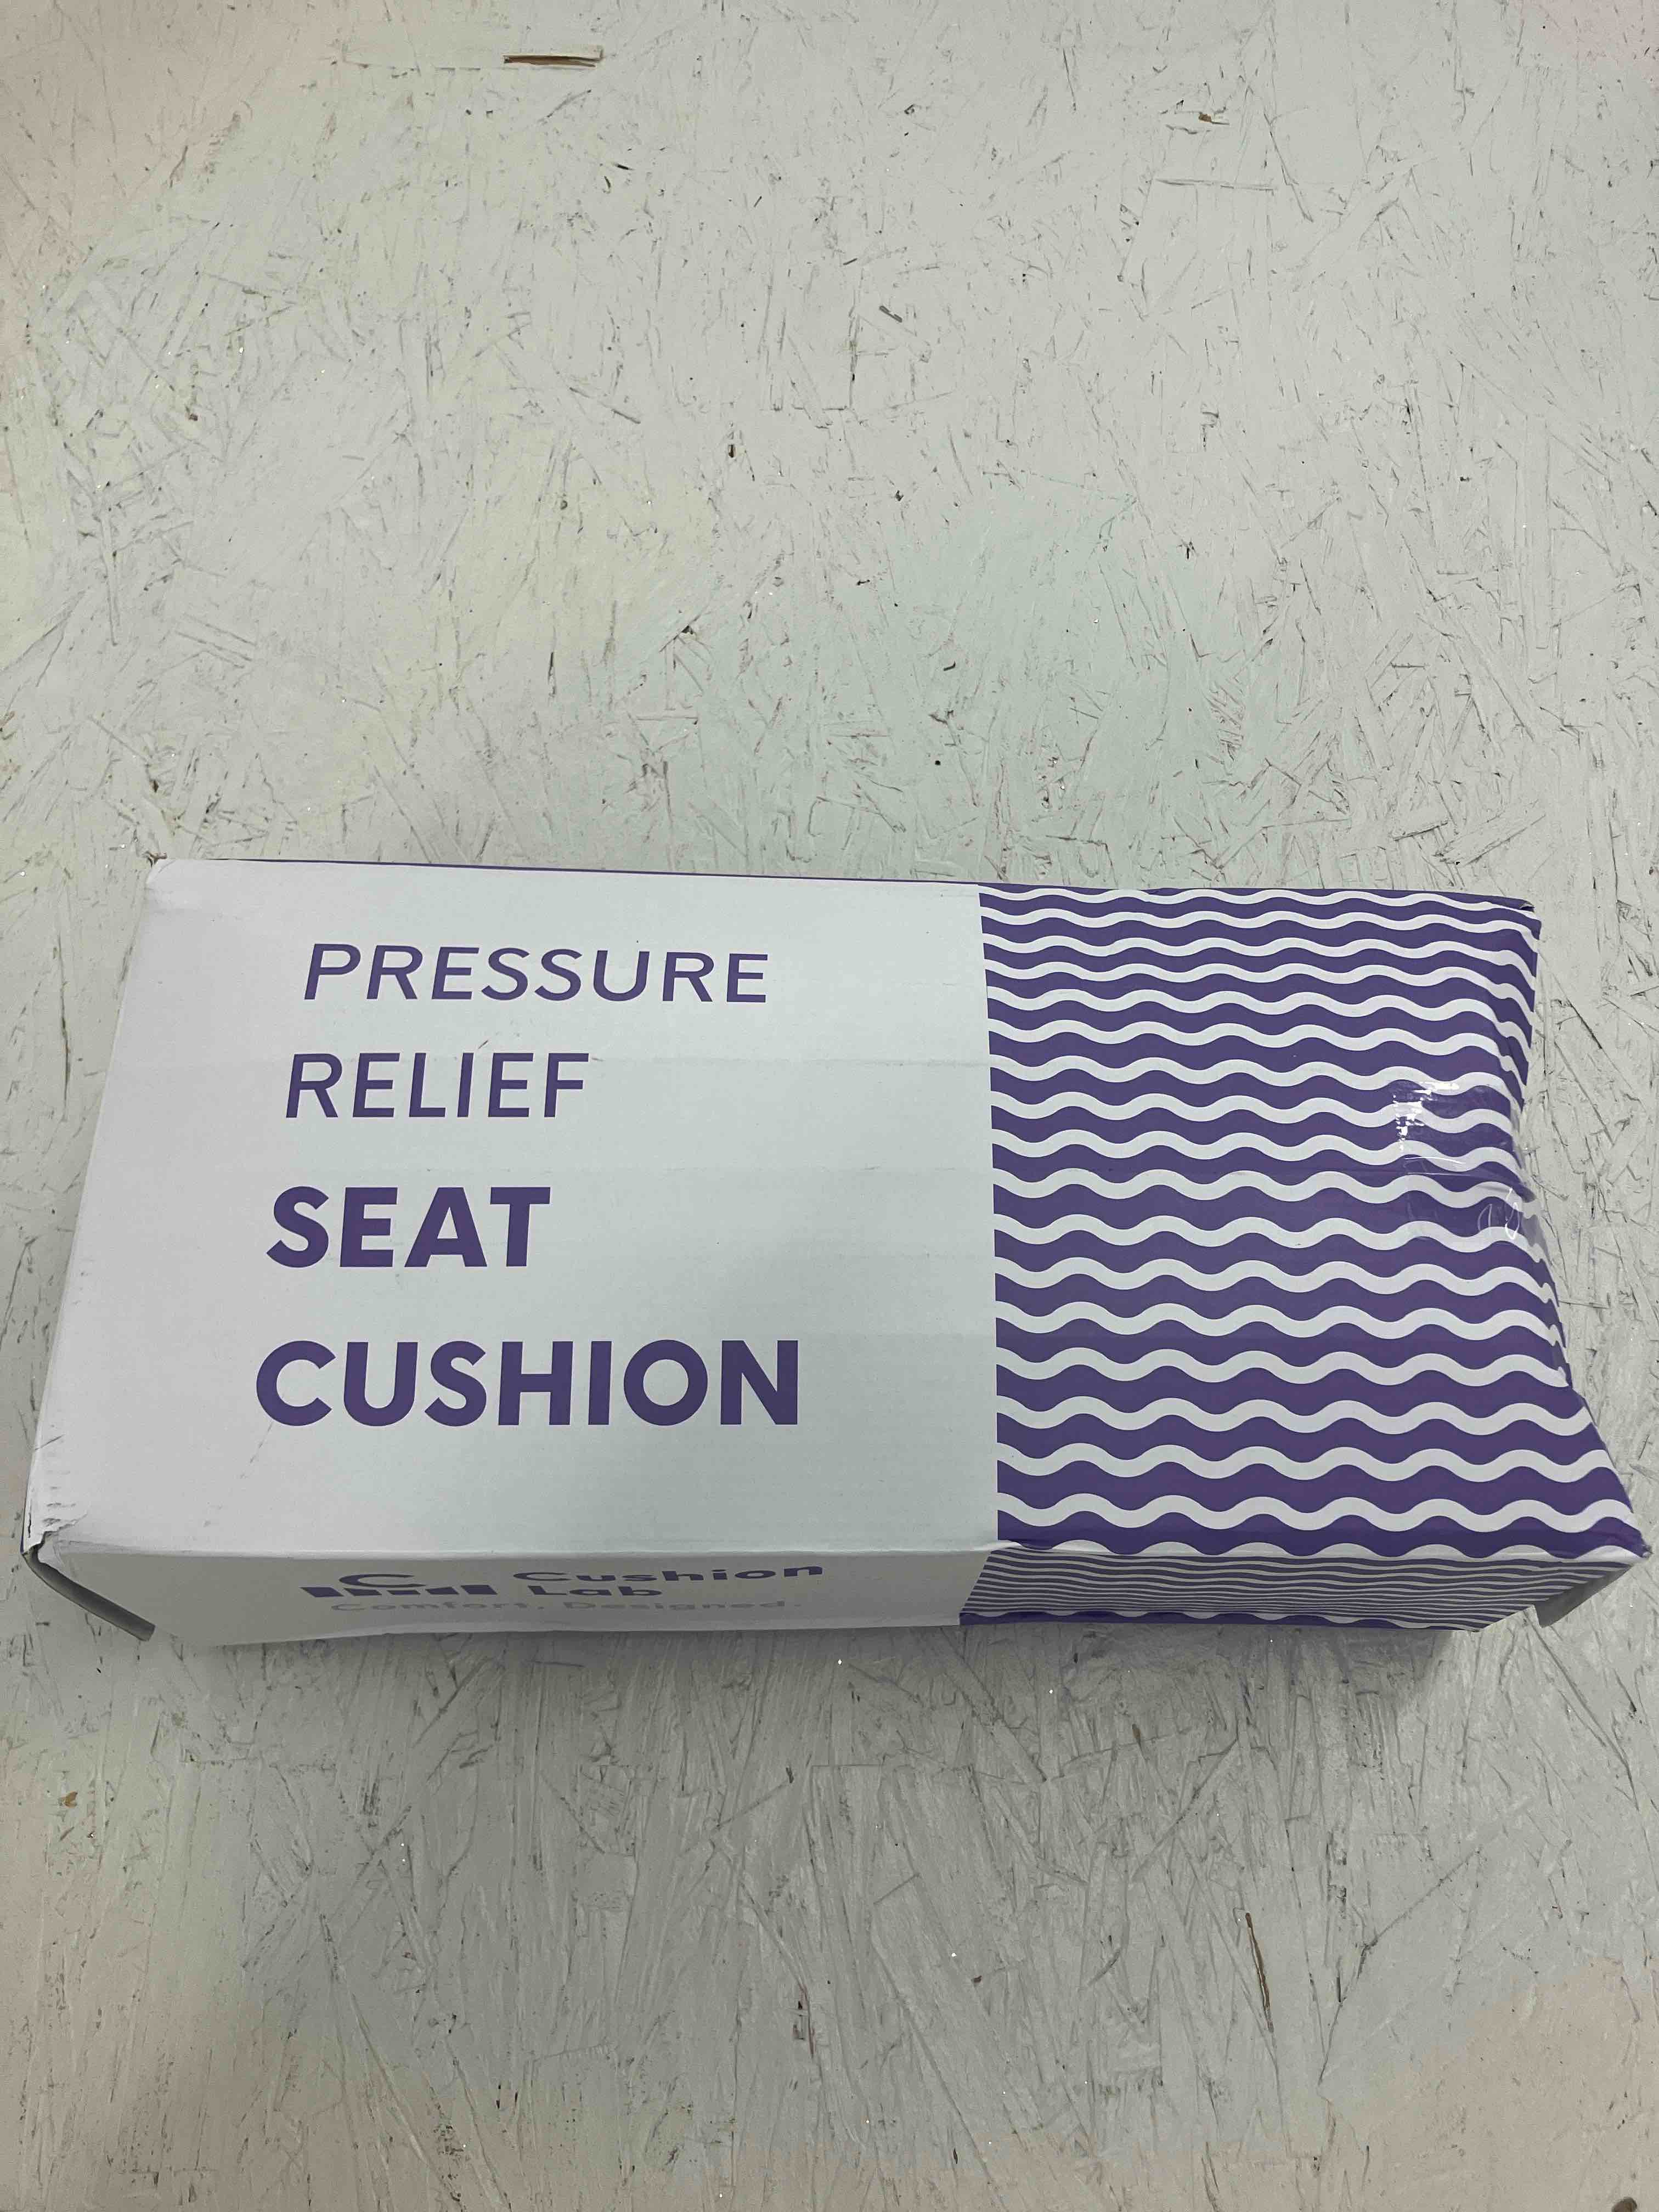 PRESSURE
RELIEF
SEAT
CUSHION
Cushion
Lab
Comfort, Designed.